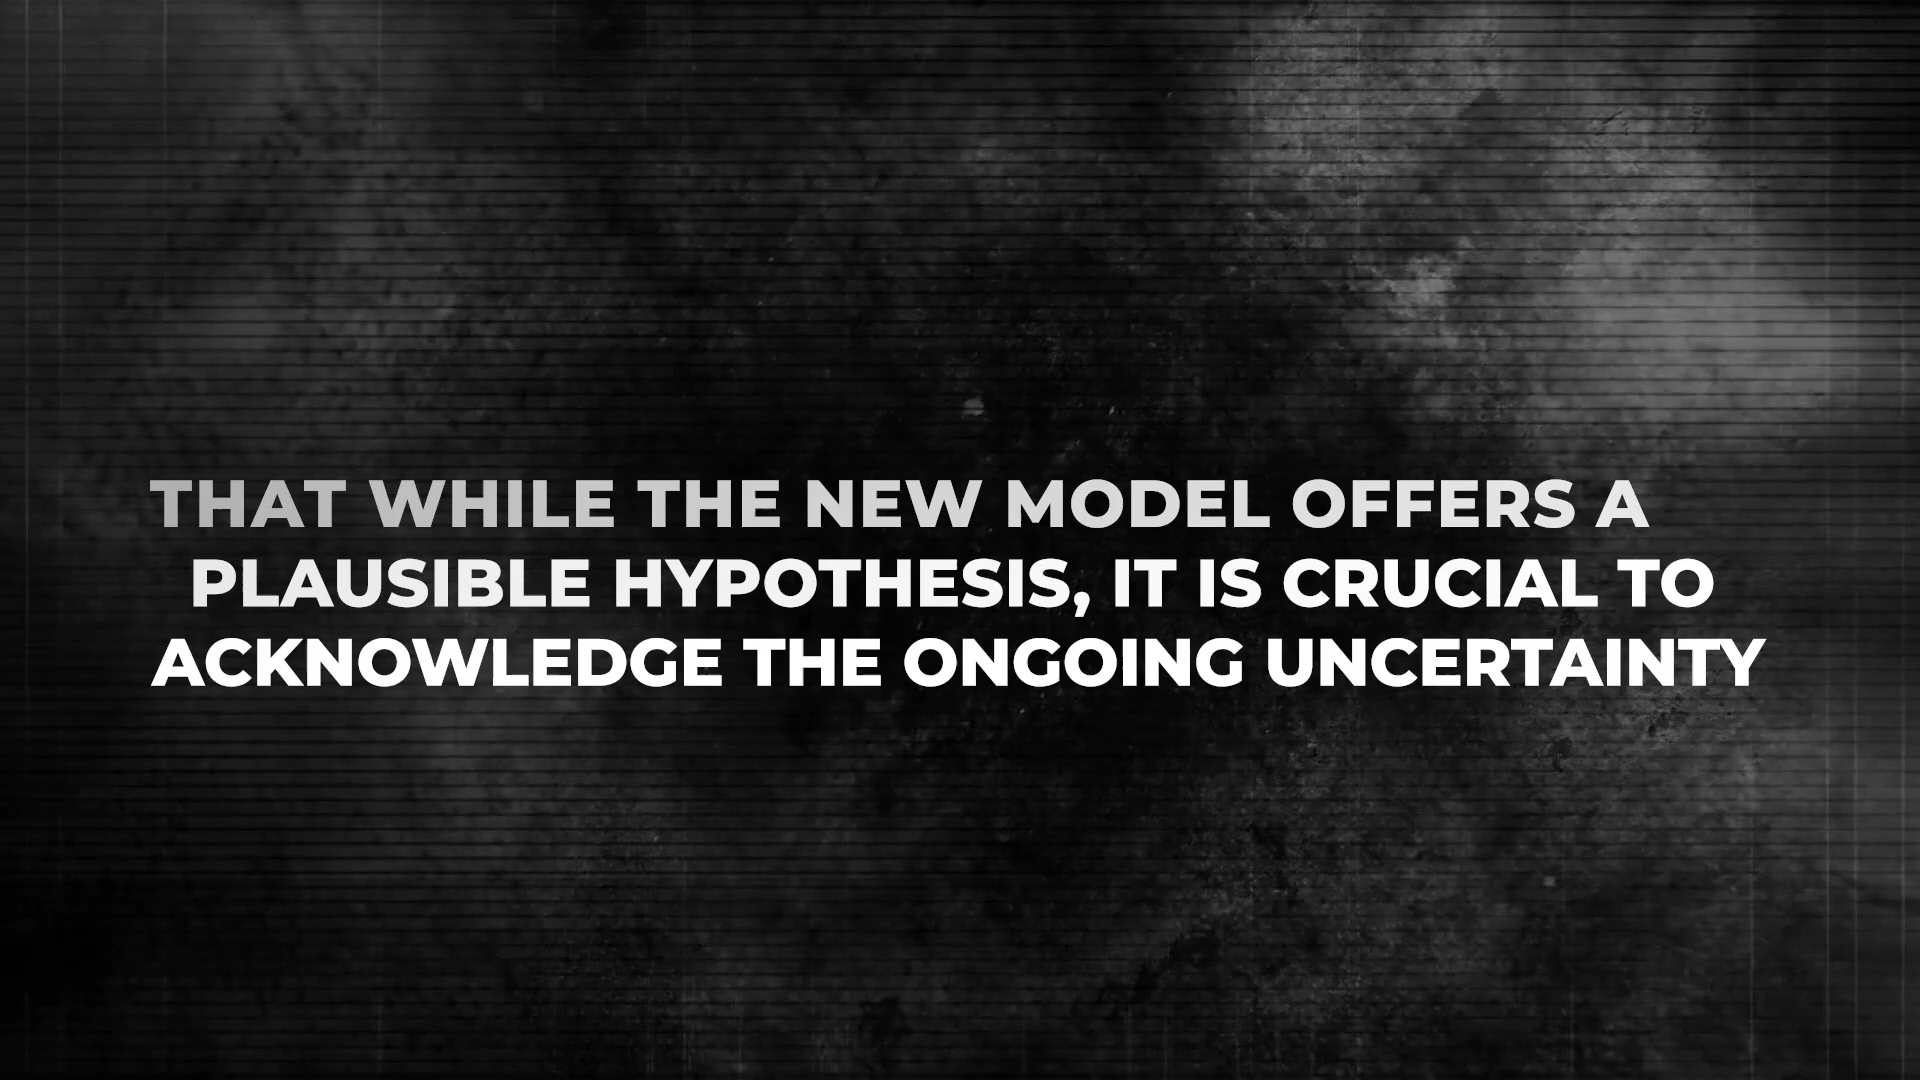 THAT WHILE THE NEW MODEL OFFERS A
PLAUSIBLE HYPOTHESIS, IT IS CRUCIAL TO
ACKNOWLEDGE THE ONGOING UNCERTAINTY